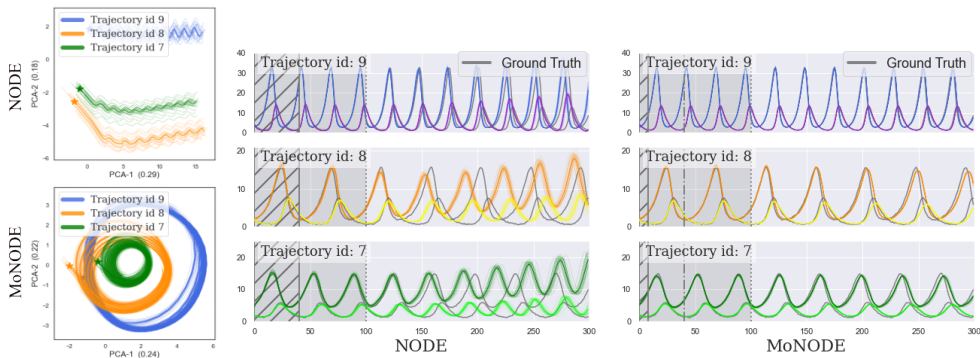 NODE
PCA-2 (0.18)
2
0
-2
-4
-6
Trajectory id 9
Trajectory id 8
Trajectory id 7
0
5
10
15
PCA-1 (0.29)
MoNODE
PCA-2 (0.22)
3
2
1
0
-1
-2
-3
Trajectory id 9
Trajectory id 8
Trajectory id 7
-2
0
2
4
6
PCA-1 (0.24)
40
30
20
10
0
Trajectory id: 9
Ground Truth
20
10
0
Trajectory id: 8
20
10
0
Trajectory id: 7
0
50
100
150
200
250
300
NODE
40
30
20
10
0
Trajectory id: 9
Ground Truth
20
10
0
Trajectory id: 8
20
10
0
Trajectory id: 7
0
50
100
150
200
250
300
MoNODE